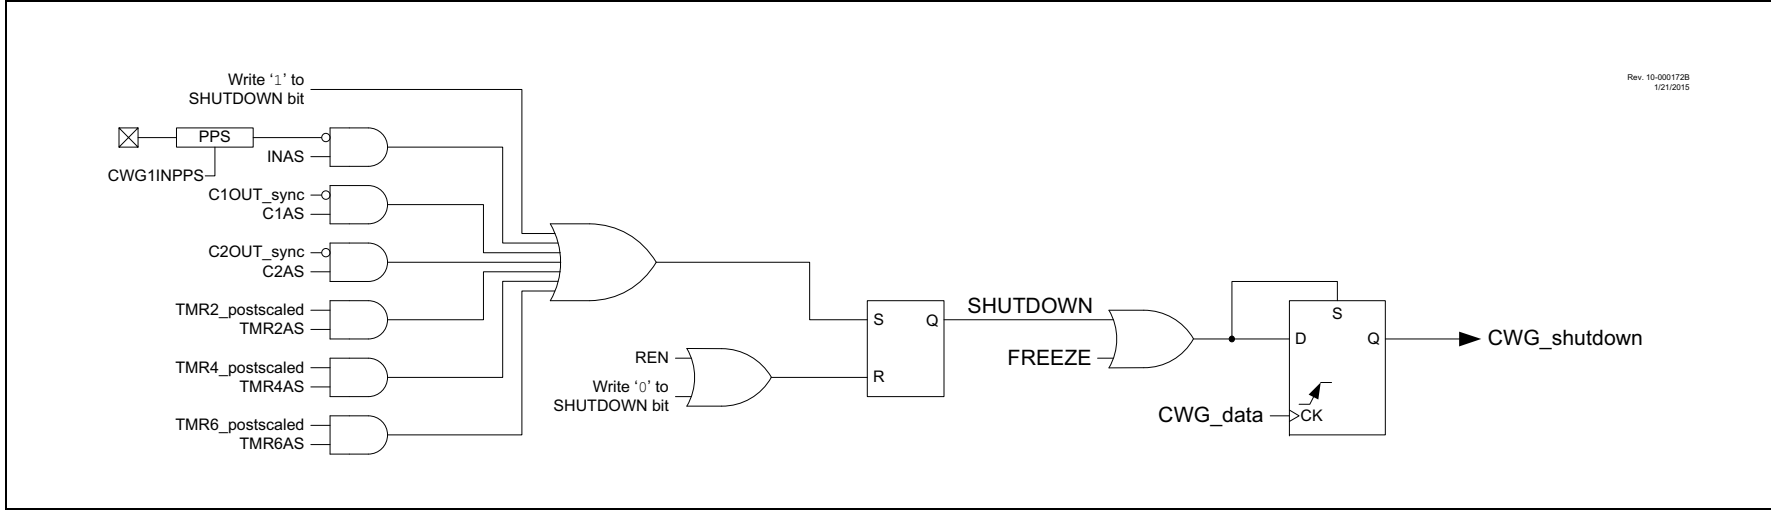 Rev. 10-000172B
1/21/2015
Write ‘1’ to
SHUTDOWN bit
PPS
INAS
CWG1INPPS
C1OUT_sync
C1AS
C2OUT_sync
C2AS
TMR2_postscaled
TMR2AS
TMR4_postscaled
TMR4AS
TMR6_postscaled
TMR6AS
REN
Write ‘0’ to
SHUTDOWN bit
S
Q
R
SHUTDOWN
FREEZE
S
D
Q
CK
CWG_data
CWG_shutdown